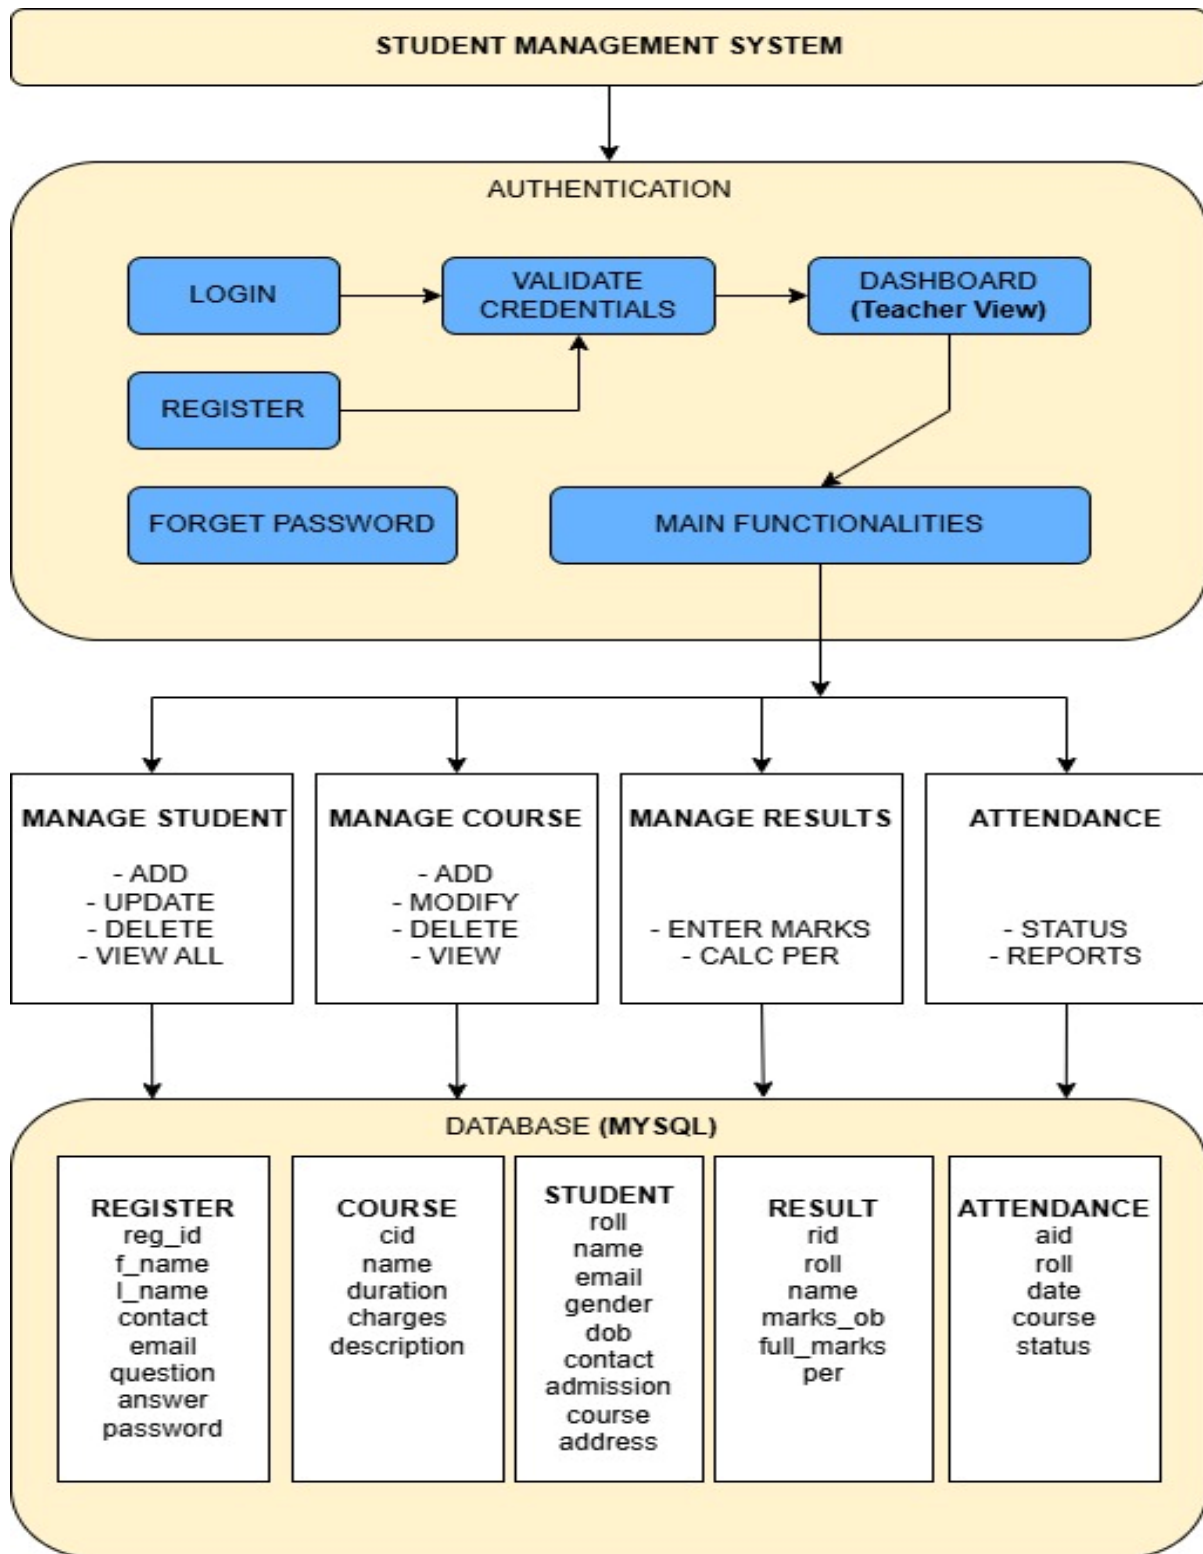 STUDENT MANAGEMENT SYSTEM
AUTHENTICATION
LOGIN
VALIDATE
CREDENTIALS
DASHBOARD
(Teacher View)
REGISTER
FORGET PASSWORD
MAIN FUNCTIONALITIES
MANAGE STUDENT
- ADD
- UPDATE
- DELETE
- VIEW ALL
MANAGE COURSE
- ADD
- MODIFY
- DELETE
- VIEW
MANAGE RESULTS
- ENTER MARKS
- CALC PER
ATTENDANCE
- STATUS
- REPORTS
DATABASE (MYSQL)
REGISTER
reg_id
f_name
l_name
contact
email
question
answer
password
COURSE
cid
name
duration
charges
description
STUDENT
roll
name
email
gender
dob
contact
admission
course
address
RESULT
rid
roll
name
marks_ob
full_marks
per
ATTENDANCE
aid
roll
date
course
status